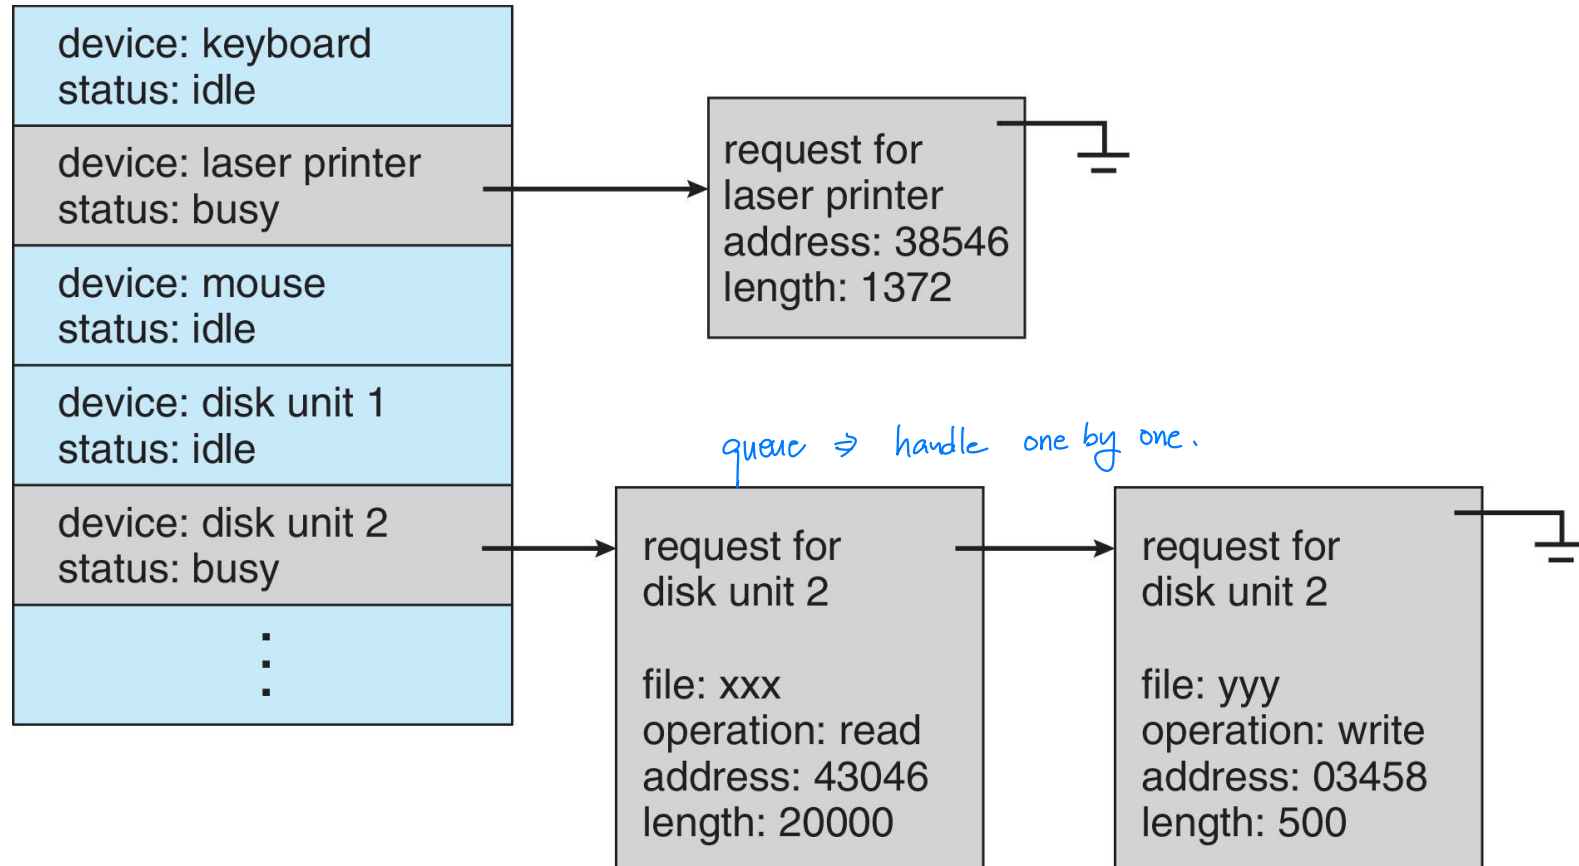 device: keyboard
status: idle
device: laser printer
status: busy
device: mouse
status: idle
device: disk unit 1
status: idle
device: disk unit 2
status: busy
request for
laser printer
address: 38546
length: 1372
queue ⇒ handle one by one.
request for
disk unit 2
file: xxx
operation: read
address: 43046
length: 20000
request for
disk unit 2
file: yyy
operation: write
address: 03458
length: 500